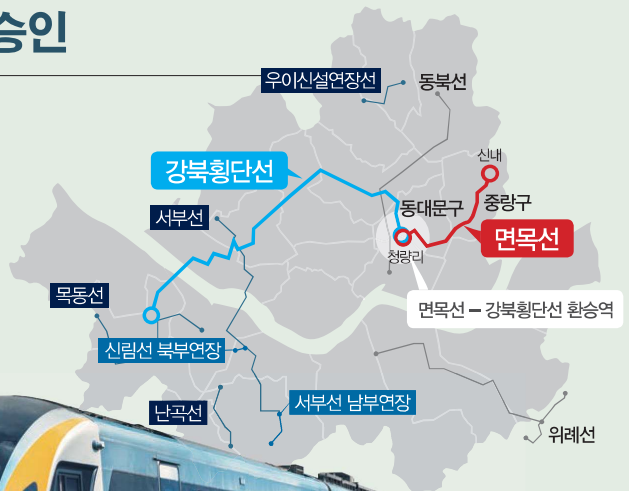 승인
우이신설연장선
동북선
신내
강북횡단선
동대문구
중랑구
서부선
면목선
청량리
목동선
면목선 – 강북횡단선 환승역
신림선 북부연장
서부선 남부연장
난곡선
위례선